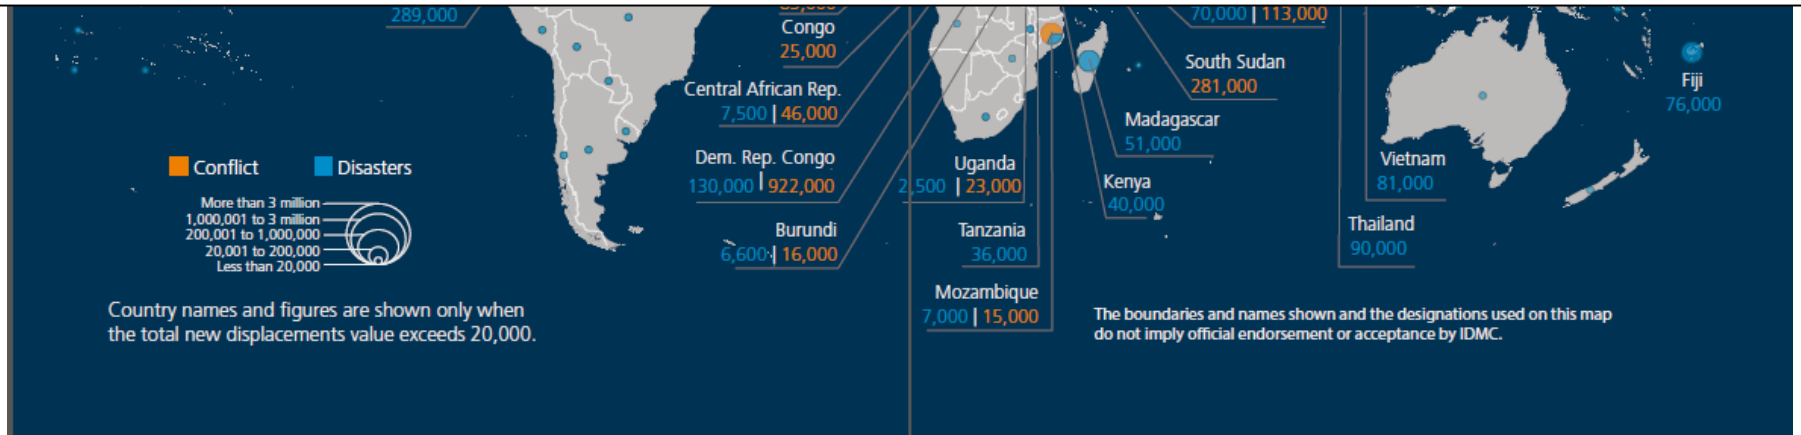 289,000
Congo
25,000
Central African Rep.
7,500 | 46,000
Dem. Rep. Congo
130,000 | 922,000
Burundi
6,600 | 16,000
Uganda
2,500 | 23,000
Tanzania
36,000
Mozambique
7,000 | 15,000
70,000 | 113,000
South Sudan
281,000
Madagascar
51,000
Kenya
40,000
Vietnam
81,000
Thailand
90,000
Fiji
76,000
Conflict
Disasters
More than 3 million
1,000,001 to 3 million
200,001 to 1,000,000
20,001 to 200,000
Less than 20,000
Country names and figures are shown only when
the total new displacements value exceeds 20,000.
The boundaries and names shown and the designations used on this map
do not imply official endorsement or acceptance by IDMC.